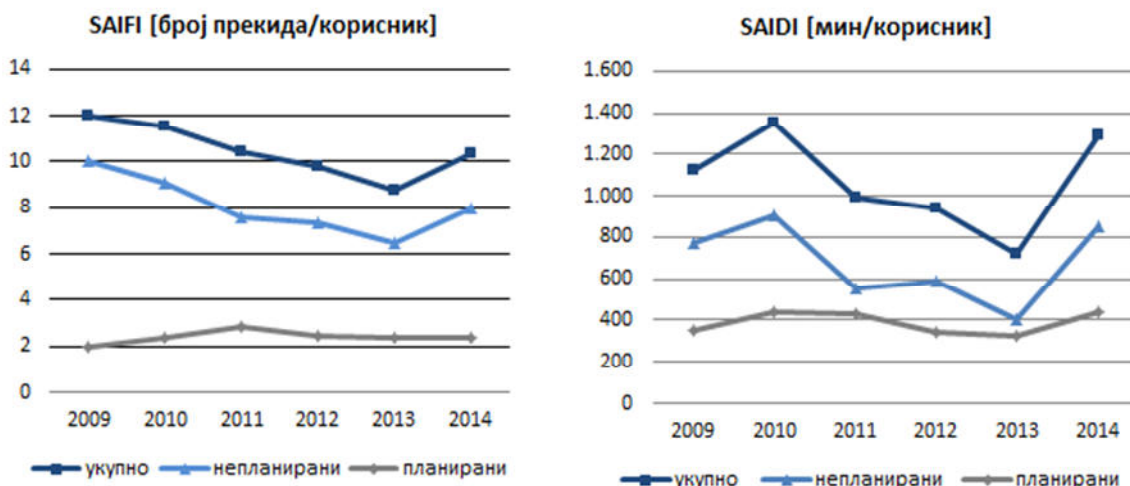 SAIFI [број прекида/корисник]
14
12
10
8
6
4
2
0
2009 2010 2011 2012 2013 2014
укупно непланирани планирани
SAIDI [мин/корисник]
1.600
1.400
1.200
1.000
800
600
400
200
0
2009 2010 2011 2012 2013 2014
укупно непланирани планирани